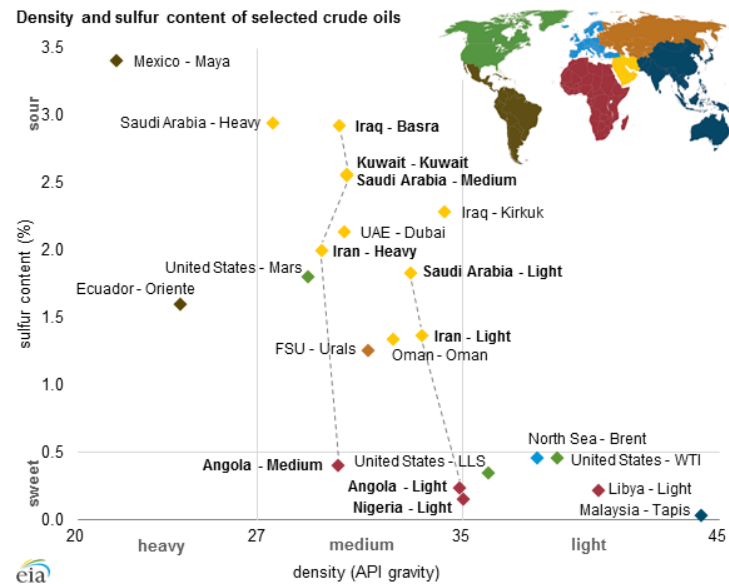 Density and sulfur content of selected crude oils
3.5
Mexico - Maya
3.0
sour
Saudi Arabia - Heavy
Iraq - Basra
Kuwait - Kuwait
Saudi Arabia - Medium
2.5
Iraq - Kirkuk
UAE - Dubai
2.0
Iran - Heavy
sulfur content (%)
United States - Mars
Saudi Arabia - Light
Ecuador - Oriente
1.5
Iran - Light
FSU - Urals
Oman - Oman
1.0
North Sea - Brent
0.5
Angola - Medium
United States - LLS
United States - WTI
sweet
Angola - Light
Libya - Light
Nigeria - Light
Malaysia - Tapis
0.0
20
27
35
45
heavy
medium
light
density (API gravity)
eia